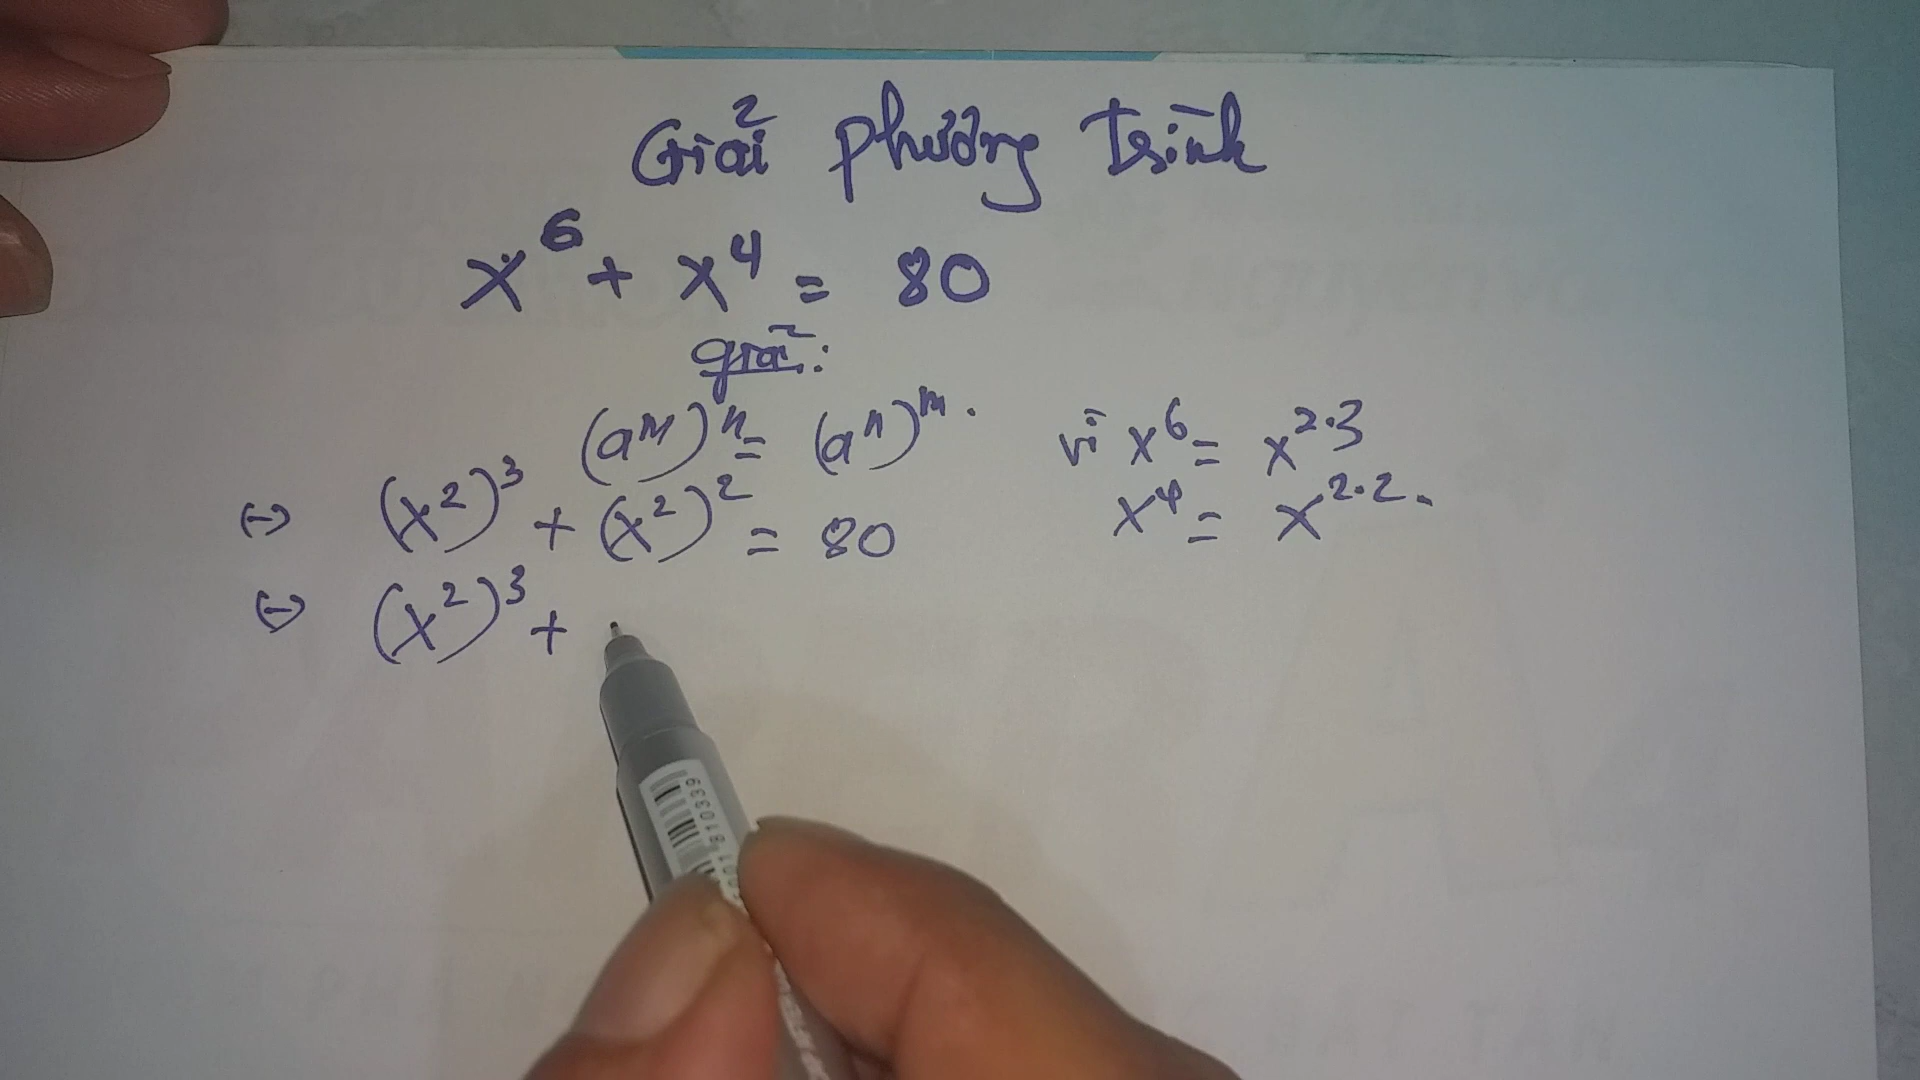 Giải phương trình
x⁶ + x⁴ = 80
giải:
(aᵐ)ⁿ = (aⁿ)ᵐ.
vì x⁶ = x²·³
⇔ (x²)³ + (x²)² = 80
x⁴ = x²·².
⇔ (x²)³ +